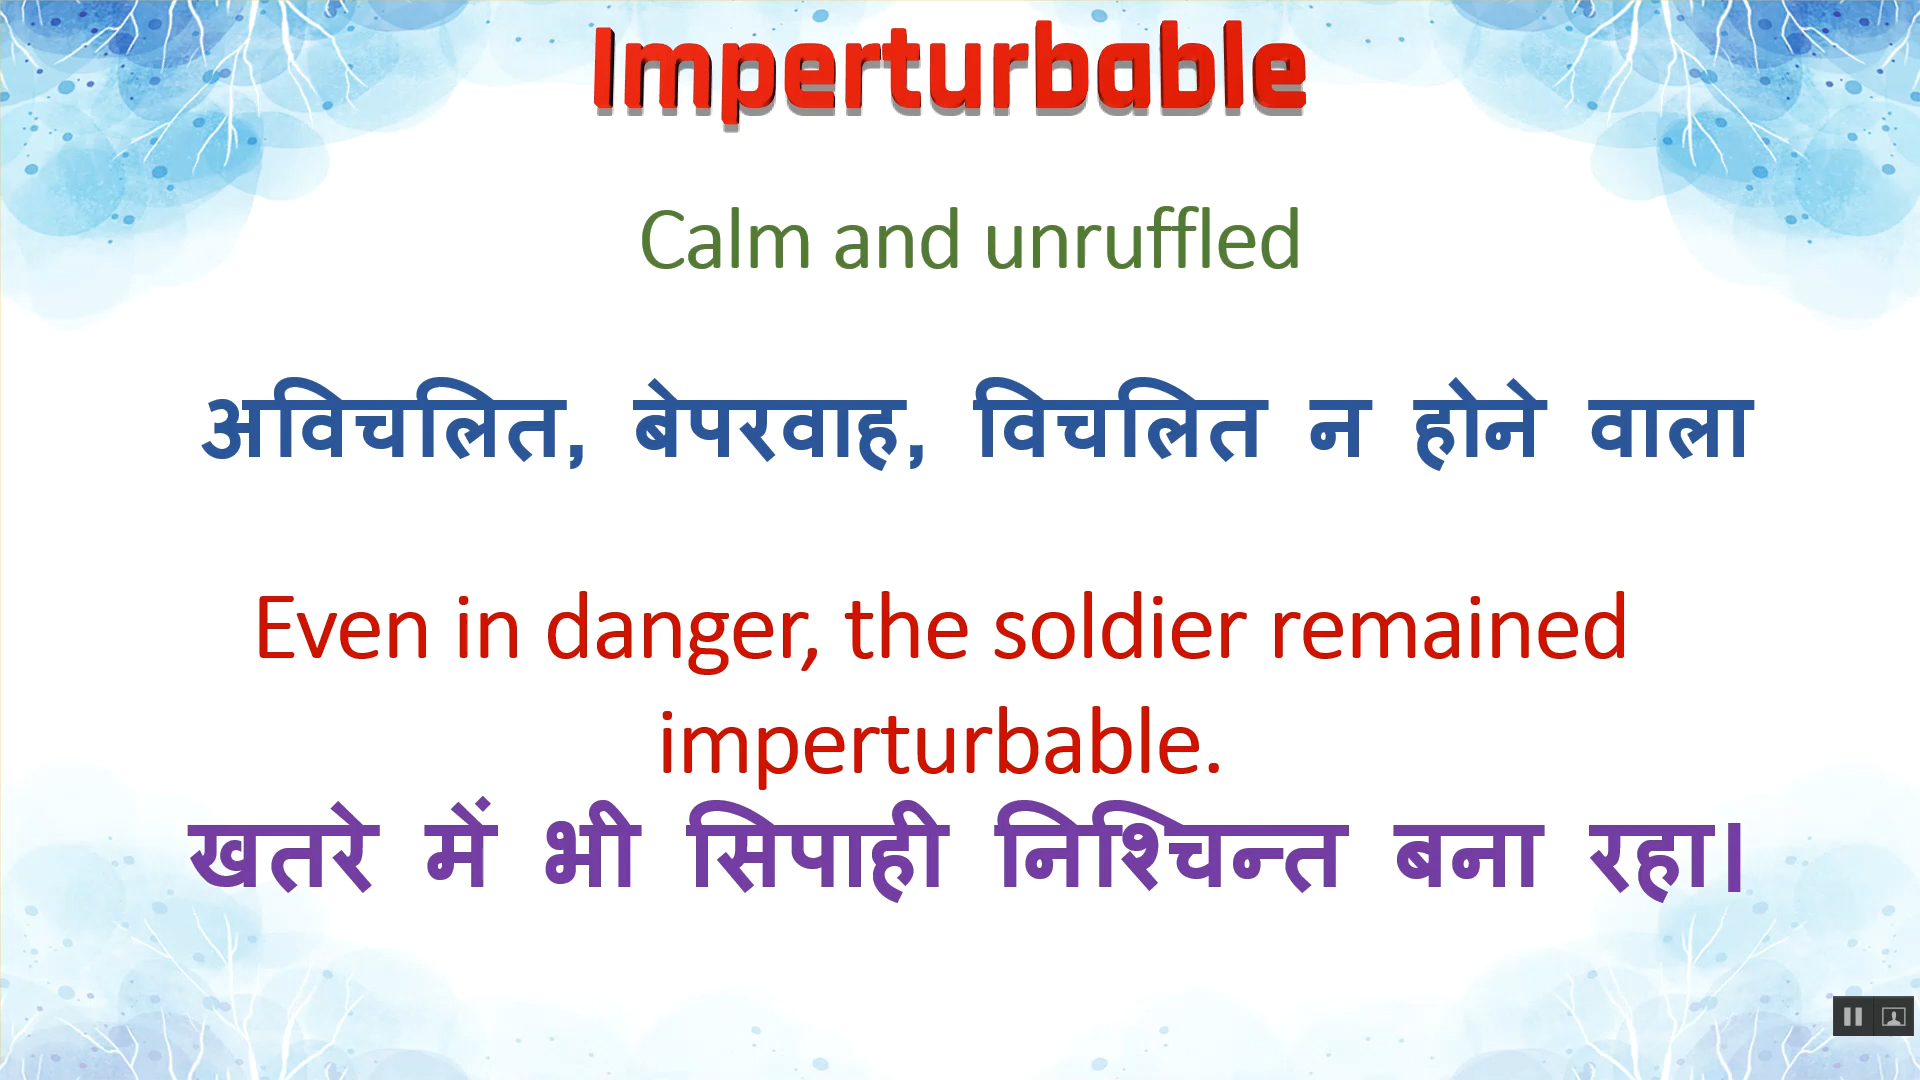 Imperturbable
Calm and unruffled
अविचलित, बेपरवाह, विचलित न होने वाला
Even in danger, the soldier remained
imperturbable.
खतरे में भी सिपाही निश्चिन्त बना रहा।